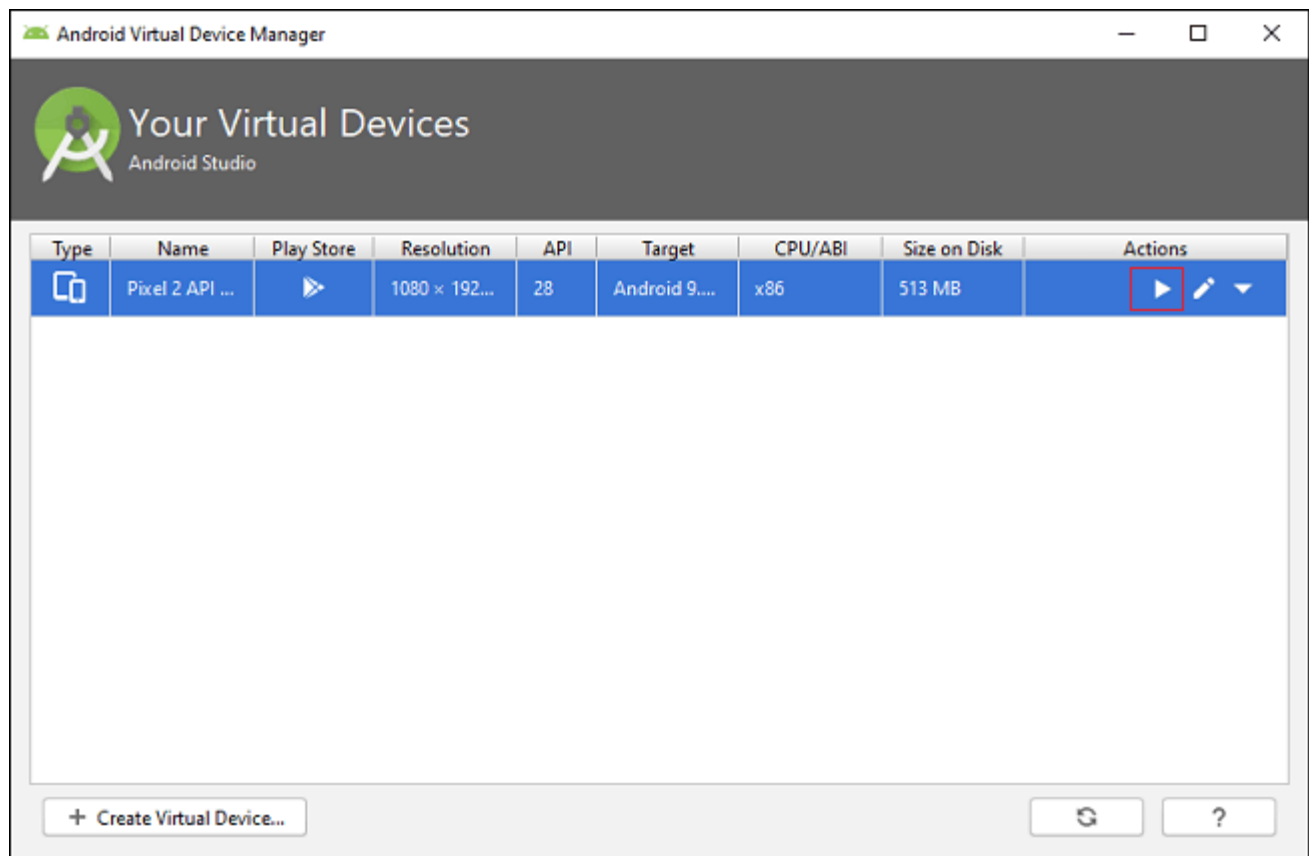 Android Virtual Device Manager
Your Virtual Devices
Android Studio
Type Name Play Store Resolution API Target CPU/ABI Size on Disk Actions
Pixel 2 API ... 1080 × 192... 28 Android 9.... x86 513 MB
+ Create Virtual Device... ?